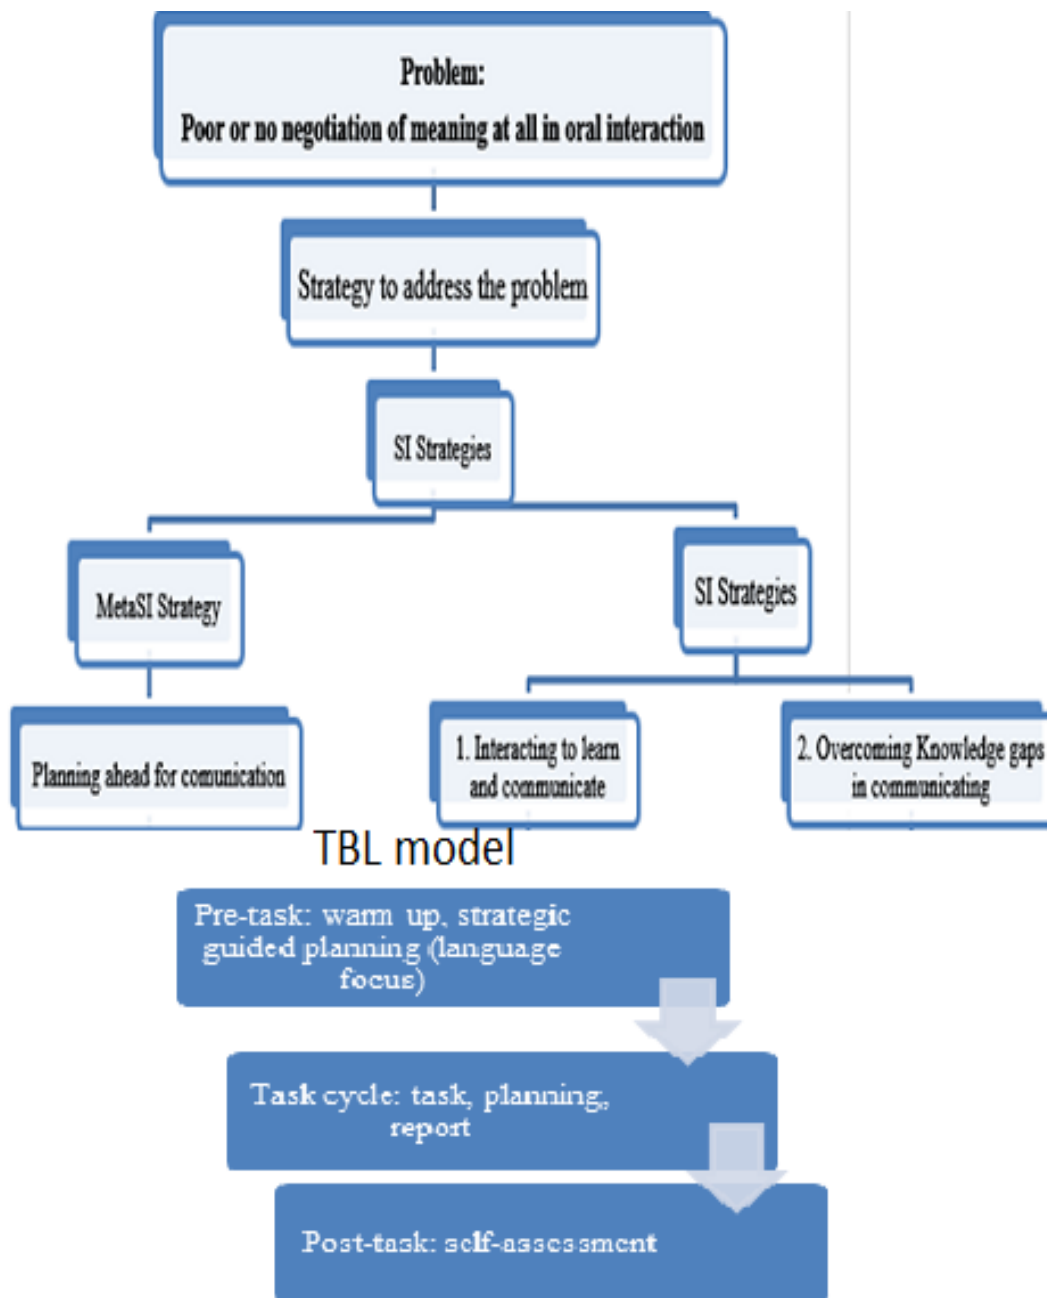 Problem:
Poor or no negotiation of meaning at all in oral interaction
Strategy to address the problem
SI Strategies
MetaSI Strategy
SI Strategies
Planning ahead for comunication
1. Interacting to learn
and communicate
2. Overcoming Knowledge gaps
in communicating
TBL model
Pre-task: warm up, strategic
guided planning (language
focus)
Task cycle: task, planning,
report
Post-task: self-assessment